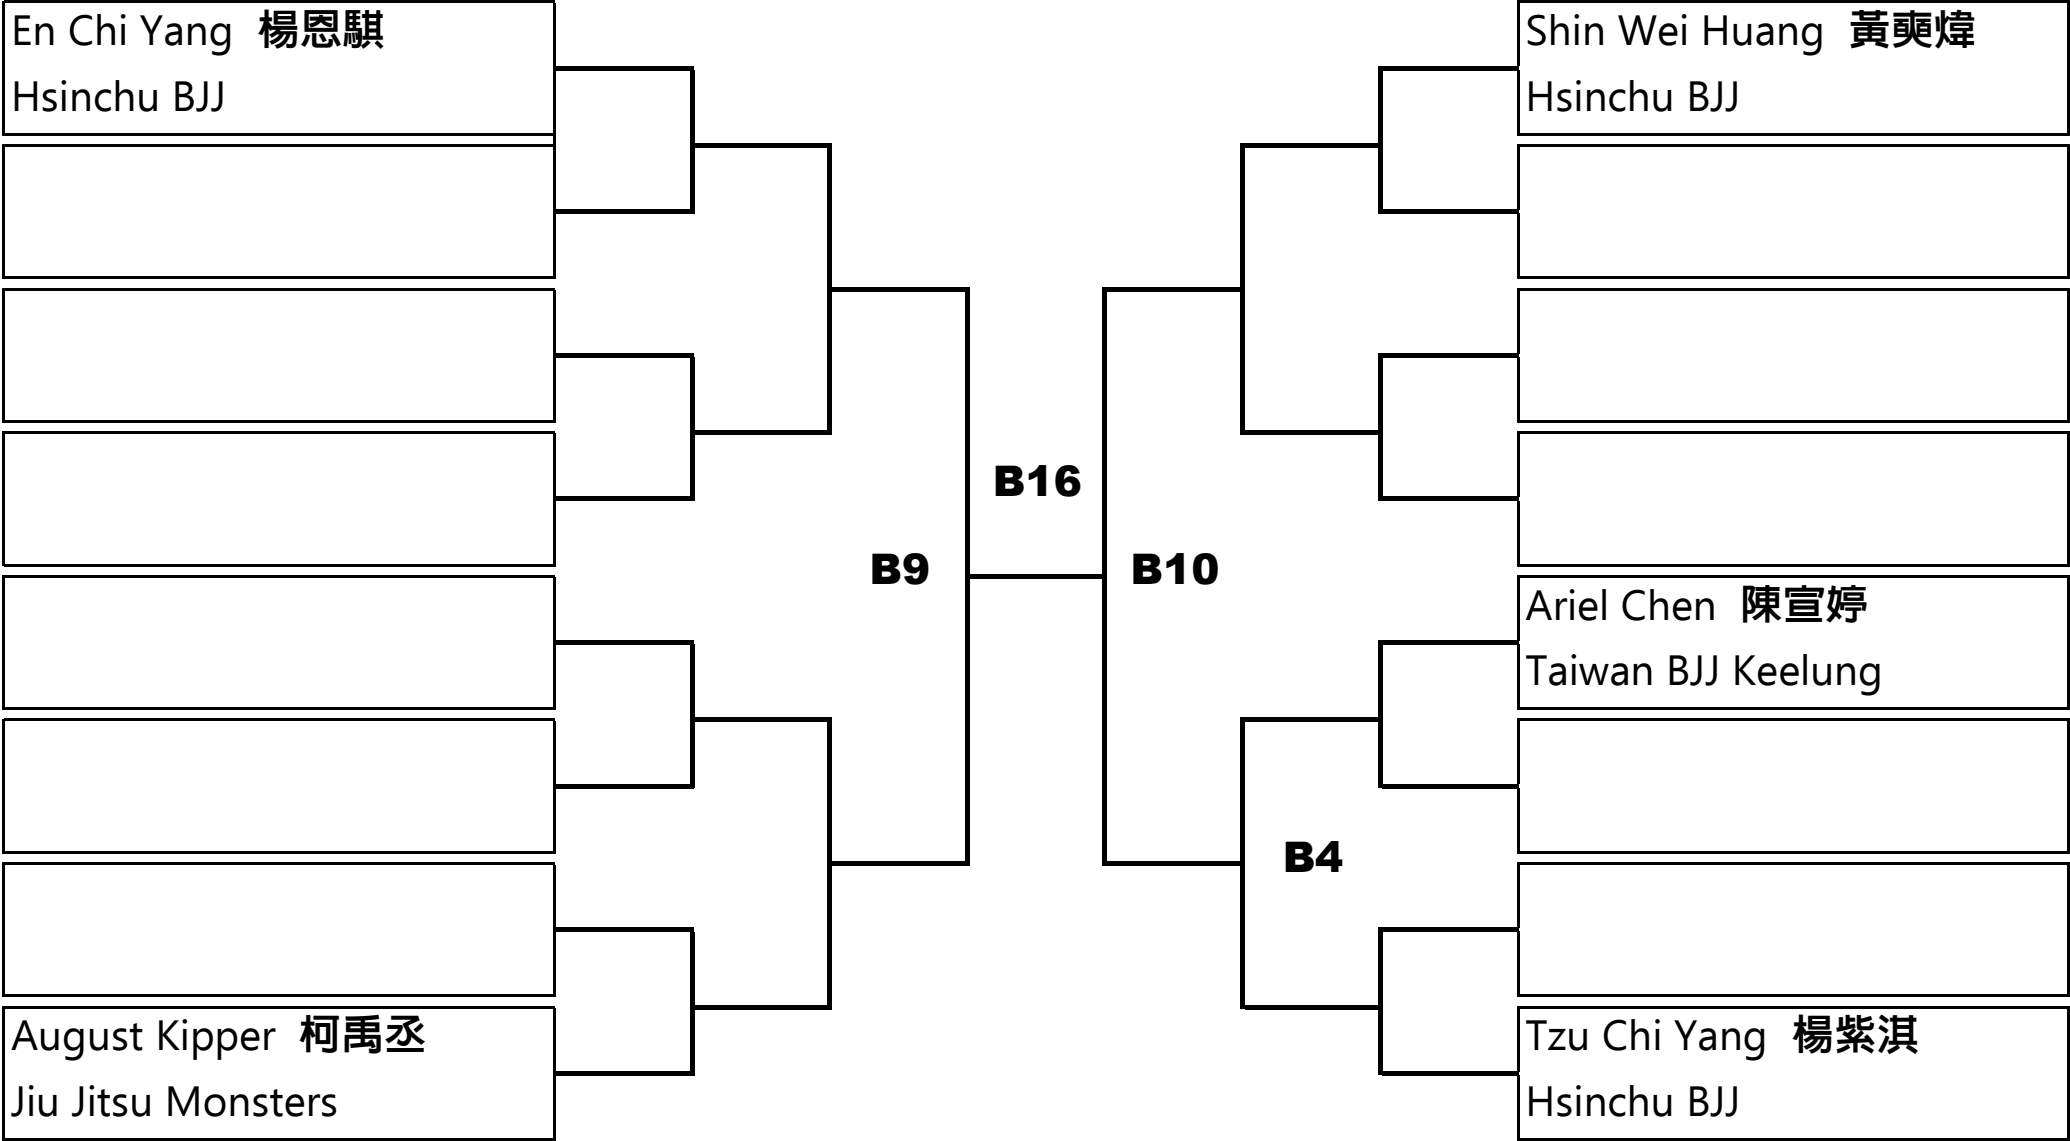 En Chi Yang 楊恩騏
Hsinchu BJJ
August Kipper 柯禹丞
Jiu Jitsu Monsters
B9
B16
B10
B4
Shin Wei Huang 黃奭煒
Hsinchu BJJ
Ariel Chen 陳宣婷
Taiwan BJJ Keelung
Tzu Chi Yang 楊紫淇
Hsinchu BJJ